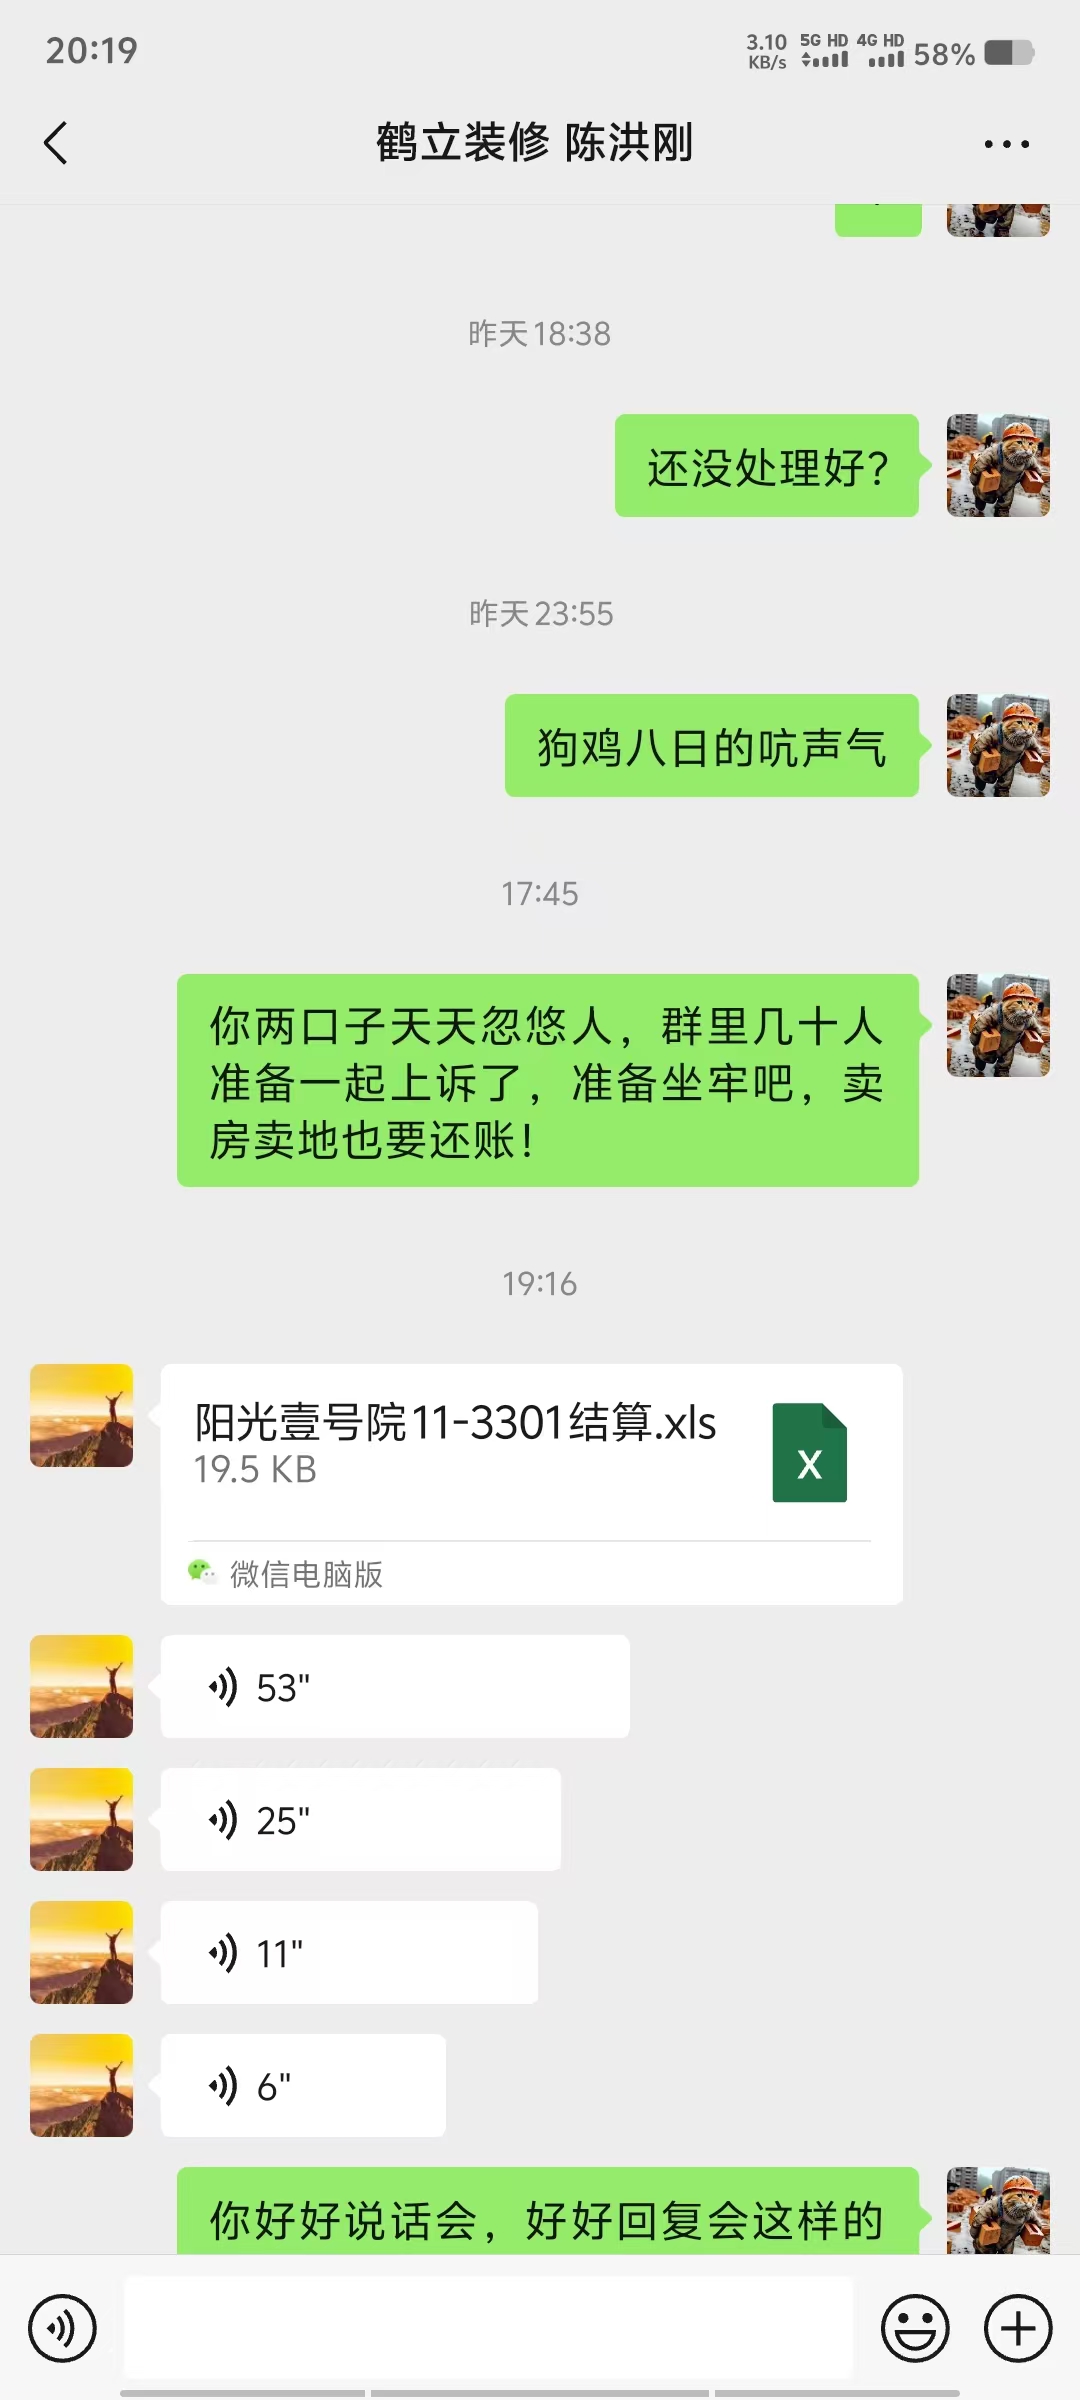 20:19
3.10 KB/s 5G HD 4G HD 58%
鹤立装修 陈洪刚
昨天18:38
还没处理好?
昨天23:55
狗鸡八日的吭声气
17:45
你两口子天天忽悠人，群里几十人
准备一起上诉了，准备坐牢吧，卖
房卖地也要还账!
19:16
阳光壹号院11-3301结算.xls
19.5 KB
X
微信电脑版
53"
25"
11"
6"
你好好说话会，好好回复会这样的